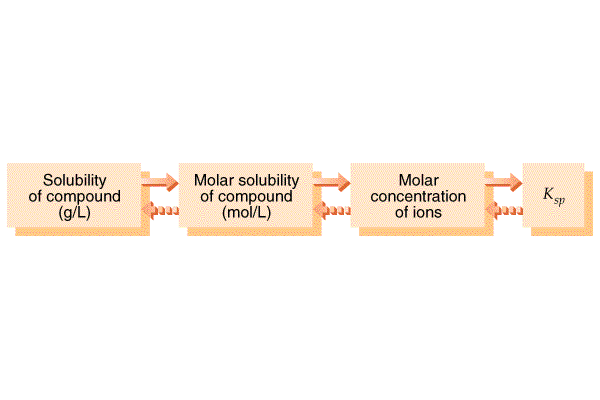 Solubility
of compound
(g/L)
Molar solubility
of compound
(mol/L)
Molar
concentration
of ions
Ksp